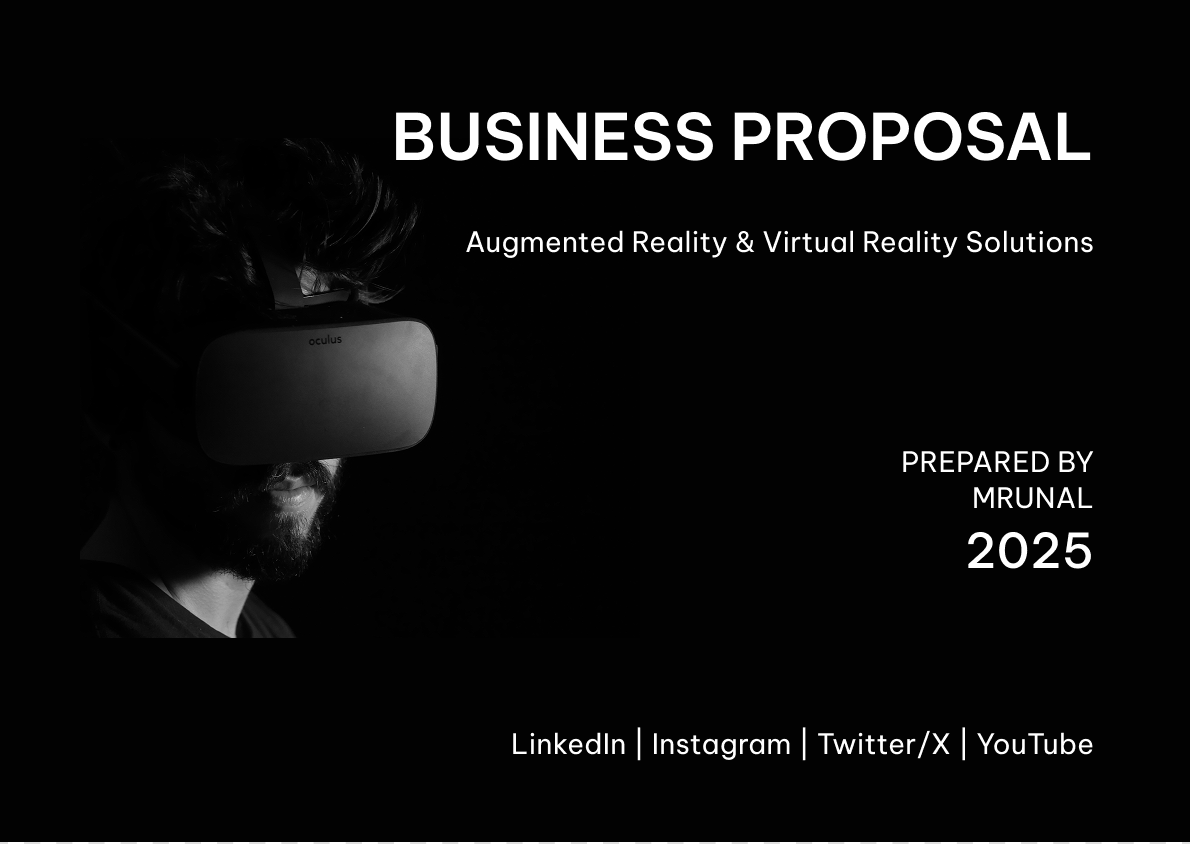 BUSINESS PROPOSAL
Augmented Reality & Virtual Reality Solutions
oculus
PREPARED BY
MRUNAL
2025
LinkedIn | Instagram | Twitter/X | YouTube